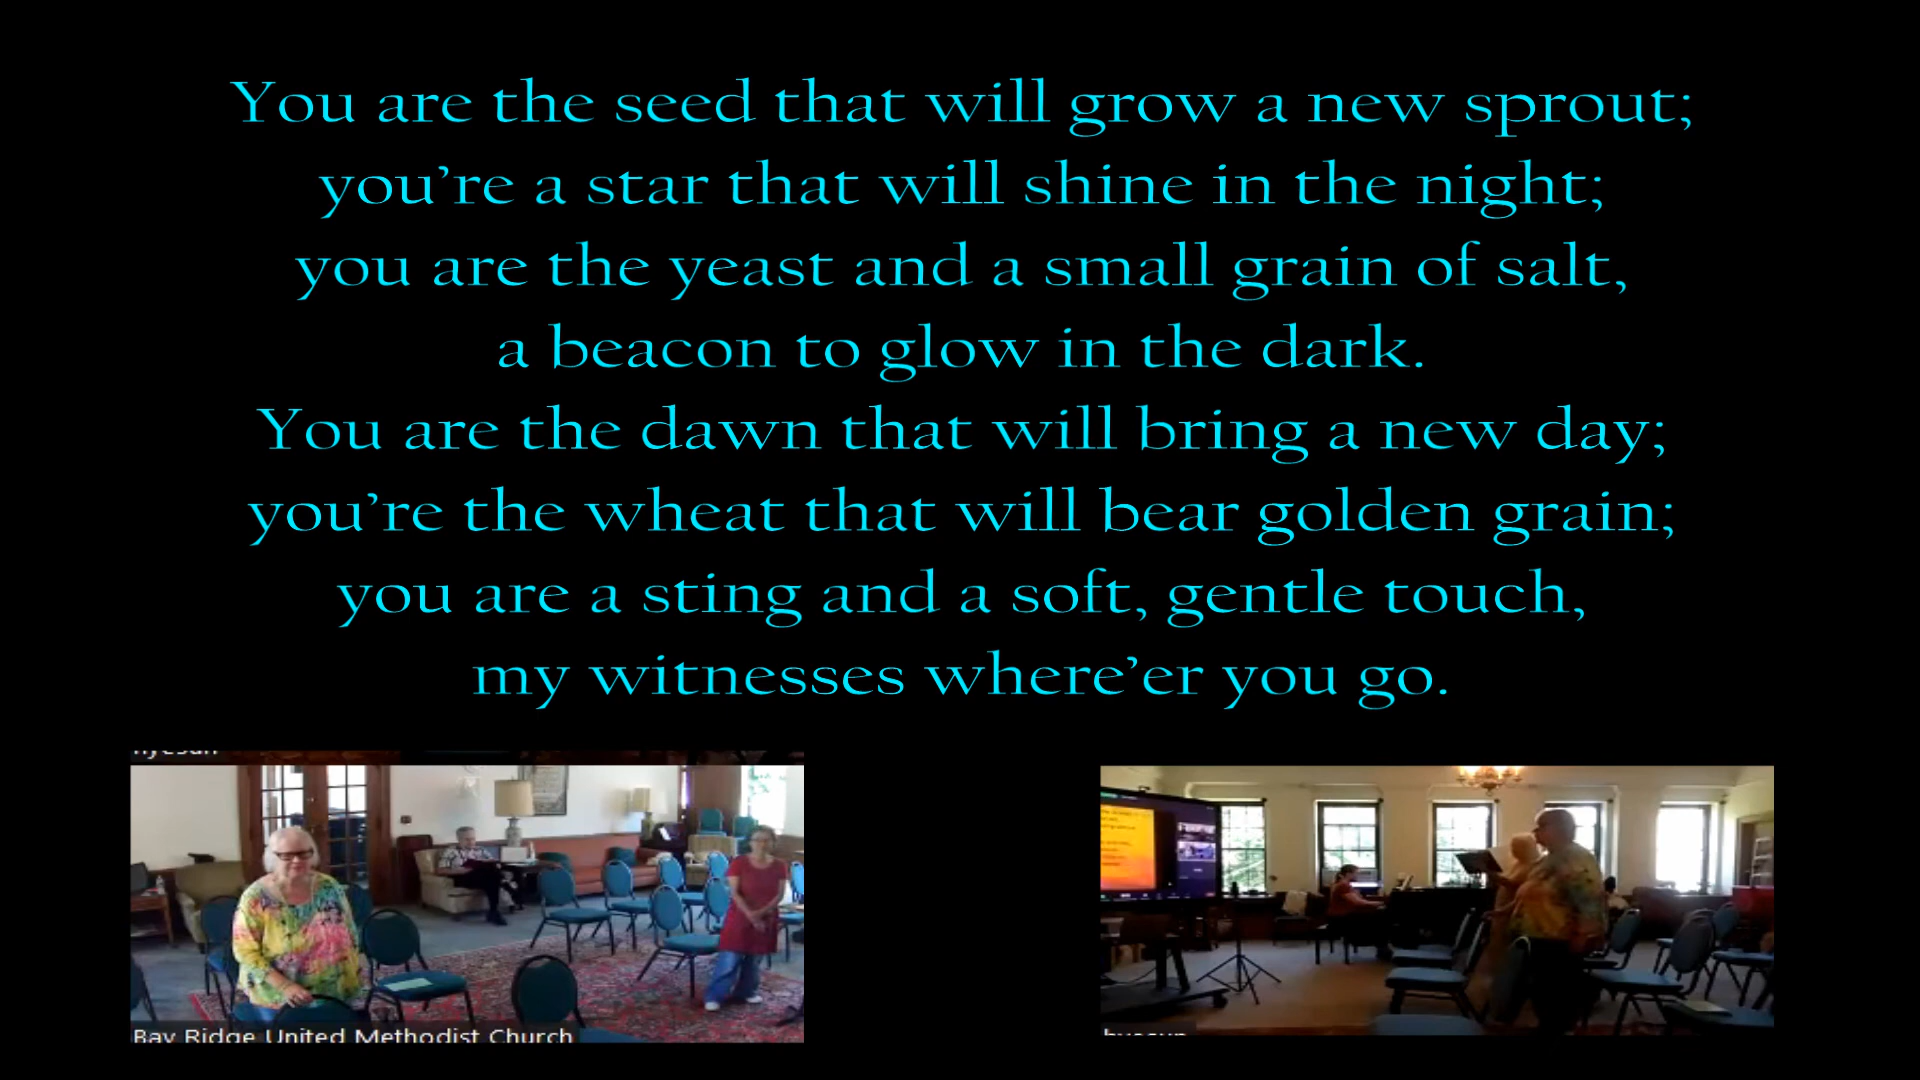 You are the seed that will grow a new sprout;
you’re a star that will shine in the night;
you are the yeast and a small grain of salt,
a beacon to glow in the dark.
You are the dawn that will bring a new day;
you’re the wheat that will bear golden grain;
you are a sting and a soft, gentle touch,
my witnesses where’er you go.
Bay Ridge United Methodist Church